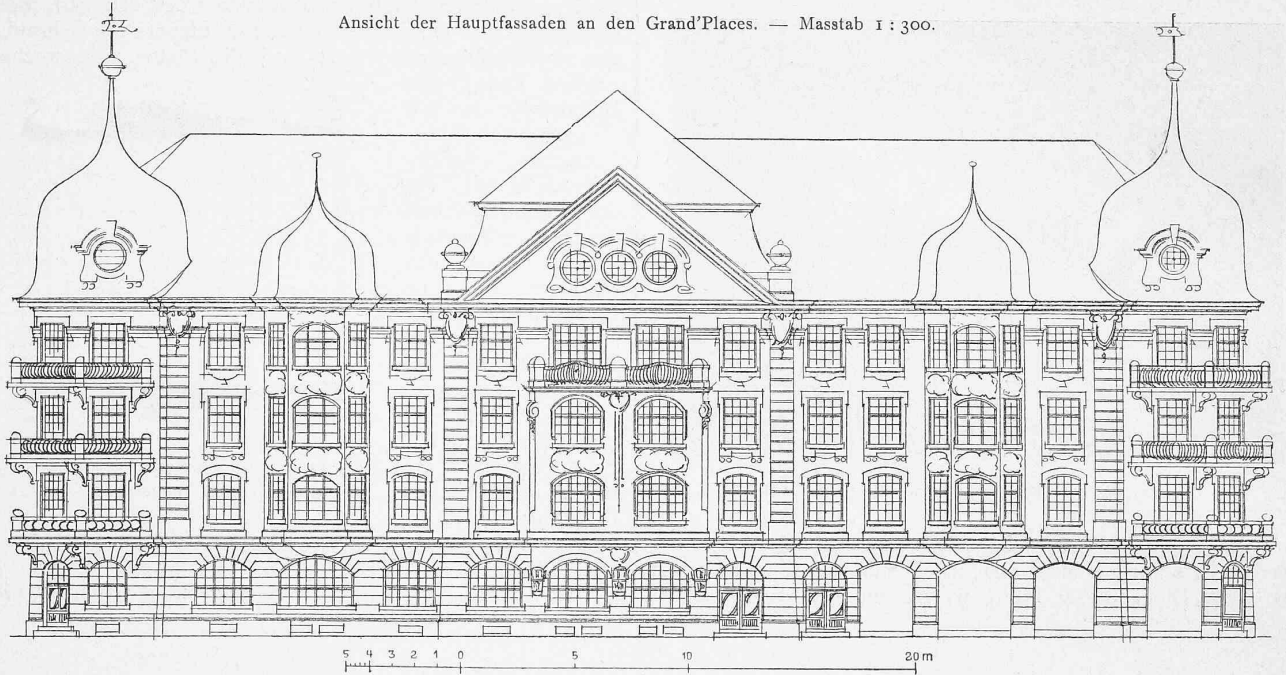 Ansicht der Hauptfassaden an den Grand'Places. — Masstab 1 : 300.
5 4 3 2 1 0 5 10 20 m